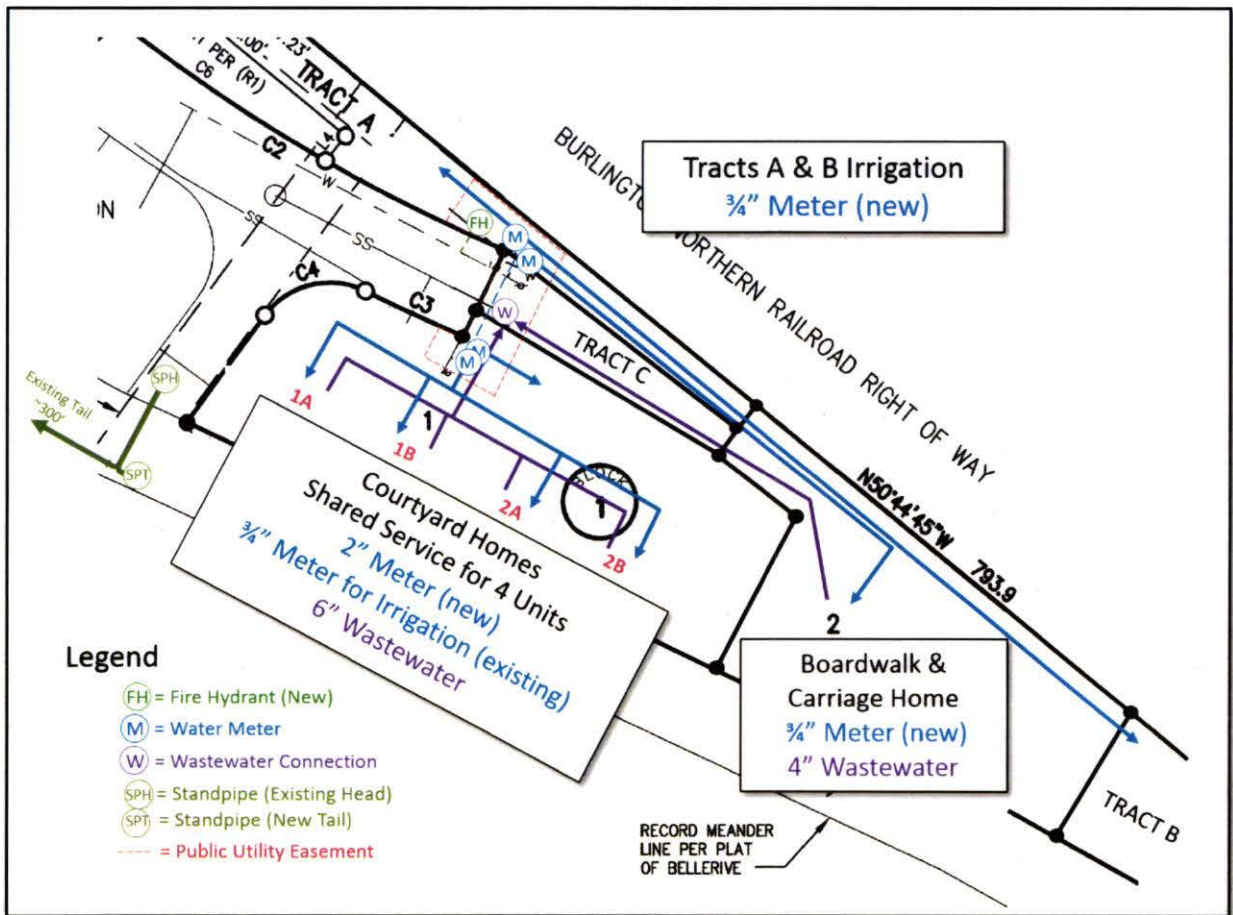 .23'
.00'
TRACT A
T PER (R1)
C6
14
C2
W
BURLINGT
NORTHERN RAILROAD RIGHT OF WAY
Tracts A & B Irrigation
¾" Meter (new)
FH
M
M
SS
SS
C4
C3
W
TRACT C
M
M
Existing Tail
~300'
SPH
SPT
1A
1
1B
2A
BLOCK
1
2B
N50°44'45"W 793.9
2
Courtyard Homes
Shared Service for 4 Units
2" Meter (new)
¾" Meter for Irrigation (existing)
6" Wastewater
Boardwalk &
Carriage Home
¾" Meter (new)
4" Wastewater
Legend
FH = Fire Hydrant (New)
M = Water Meter
W = Wastewater Connection
SPH = Standpipe (Existing Head)
SPT = Standpipe (New Tail)
= Public Utility Easement
RECORD MEANDER
LINE PER PLAT
OF BELLERIVE
TRACT B